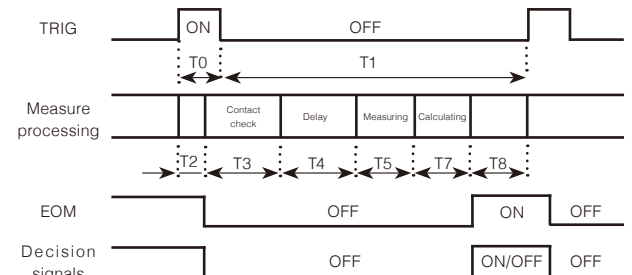 TRIG ON OFF
T0 T1
Measure
processing
Contact
check
Delay Measuring Calculating
T2 T3 T4 T5 T7 T8
EOM OFF ON OFF
Decision
signals
OFF ON/OFF OFF